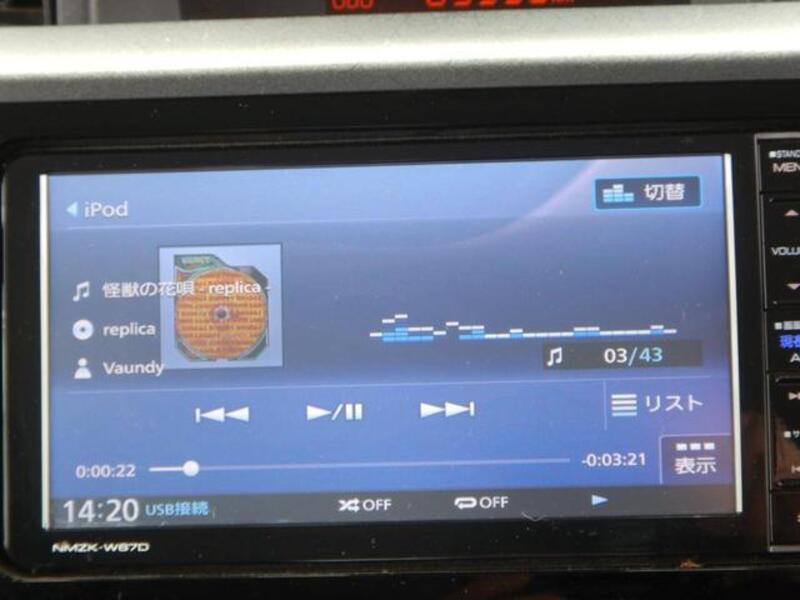 iPod
切替
怪獣の花唄 - replica -
replica
Vaundy
03/43
リスト
0:00:22
-0:03:21
表示
14:20 USB接続
OFF
OFF
NMZK-W67D